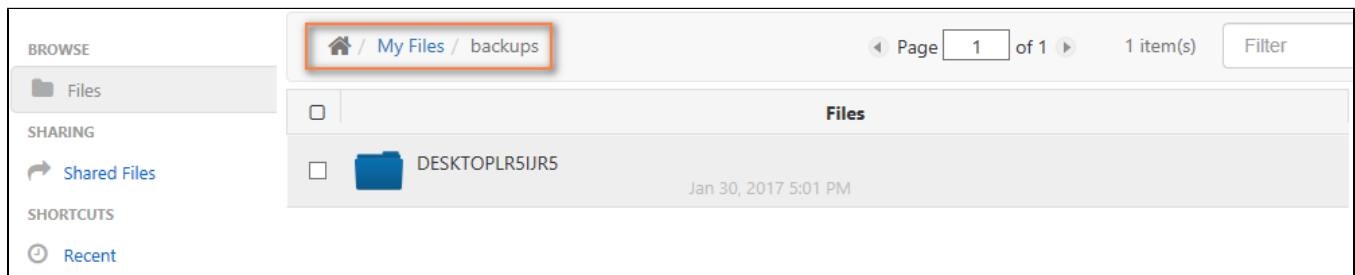 BROWSE
Files
SHARING
Shared Files
SHORTCUTS
Recent
/ My Files / backups
Page 1 of 1 1 item(s) Filter
Files
DESKTOPLR5IJR5
Jan 30, 2017 5:01 PM